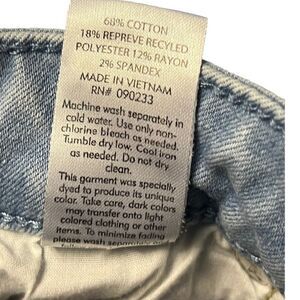 68% COTTON
18% REPREVE RECYLED
POLYESTER 12% RAYON
2% SPANDEX
MADE IN VIETNAM
RN# 090233
Machine wash separately in
cold water. Use only non-
chlorine bleach as needed.
Tumble dry low. Cool iron
as needed. Do not dry
clean.
This garment was specially
dyed to produce its unique
color. Take care, dark colors
may transfer onto light
colored clothing or other
items. To minimize fading
please wash separately